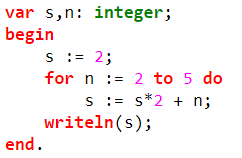 var s,n: integer;
begin
    s := 2;
    for n := 2 to 5 do
        s := s*2 + n;
    writeln(s);
end.